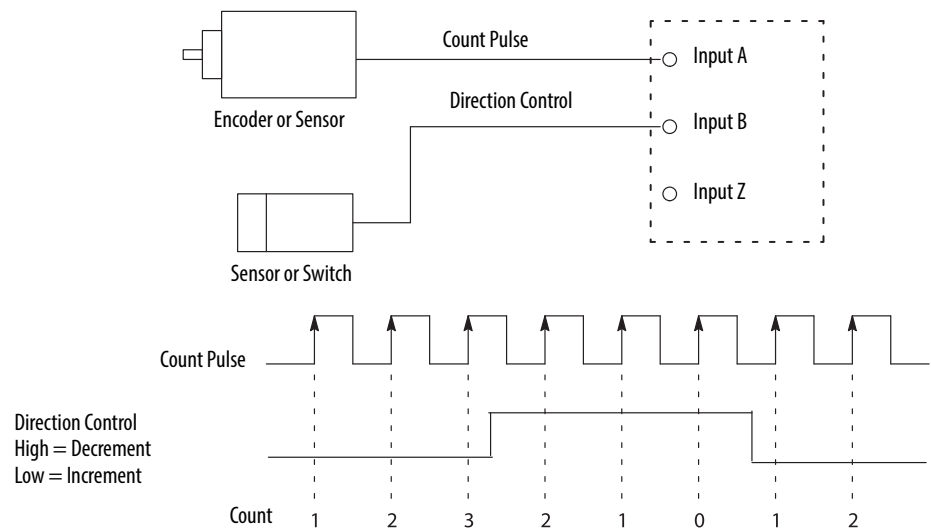 Count Pulse
Input A
Encoder or Sensor
Direction Control
Input B
Input Z
Sensor or Switch
Count Pulse
Direction Control
High = Decrement
Low = Increment
Count 1 2 3 2 1 0 1 2